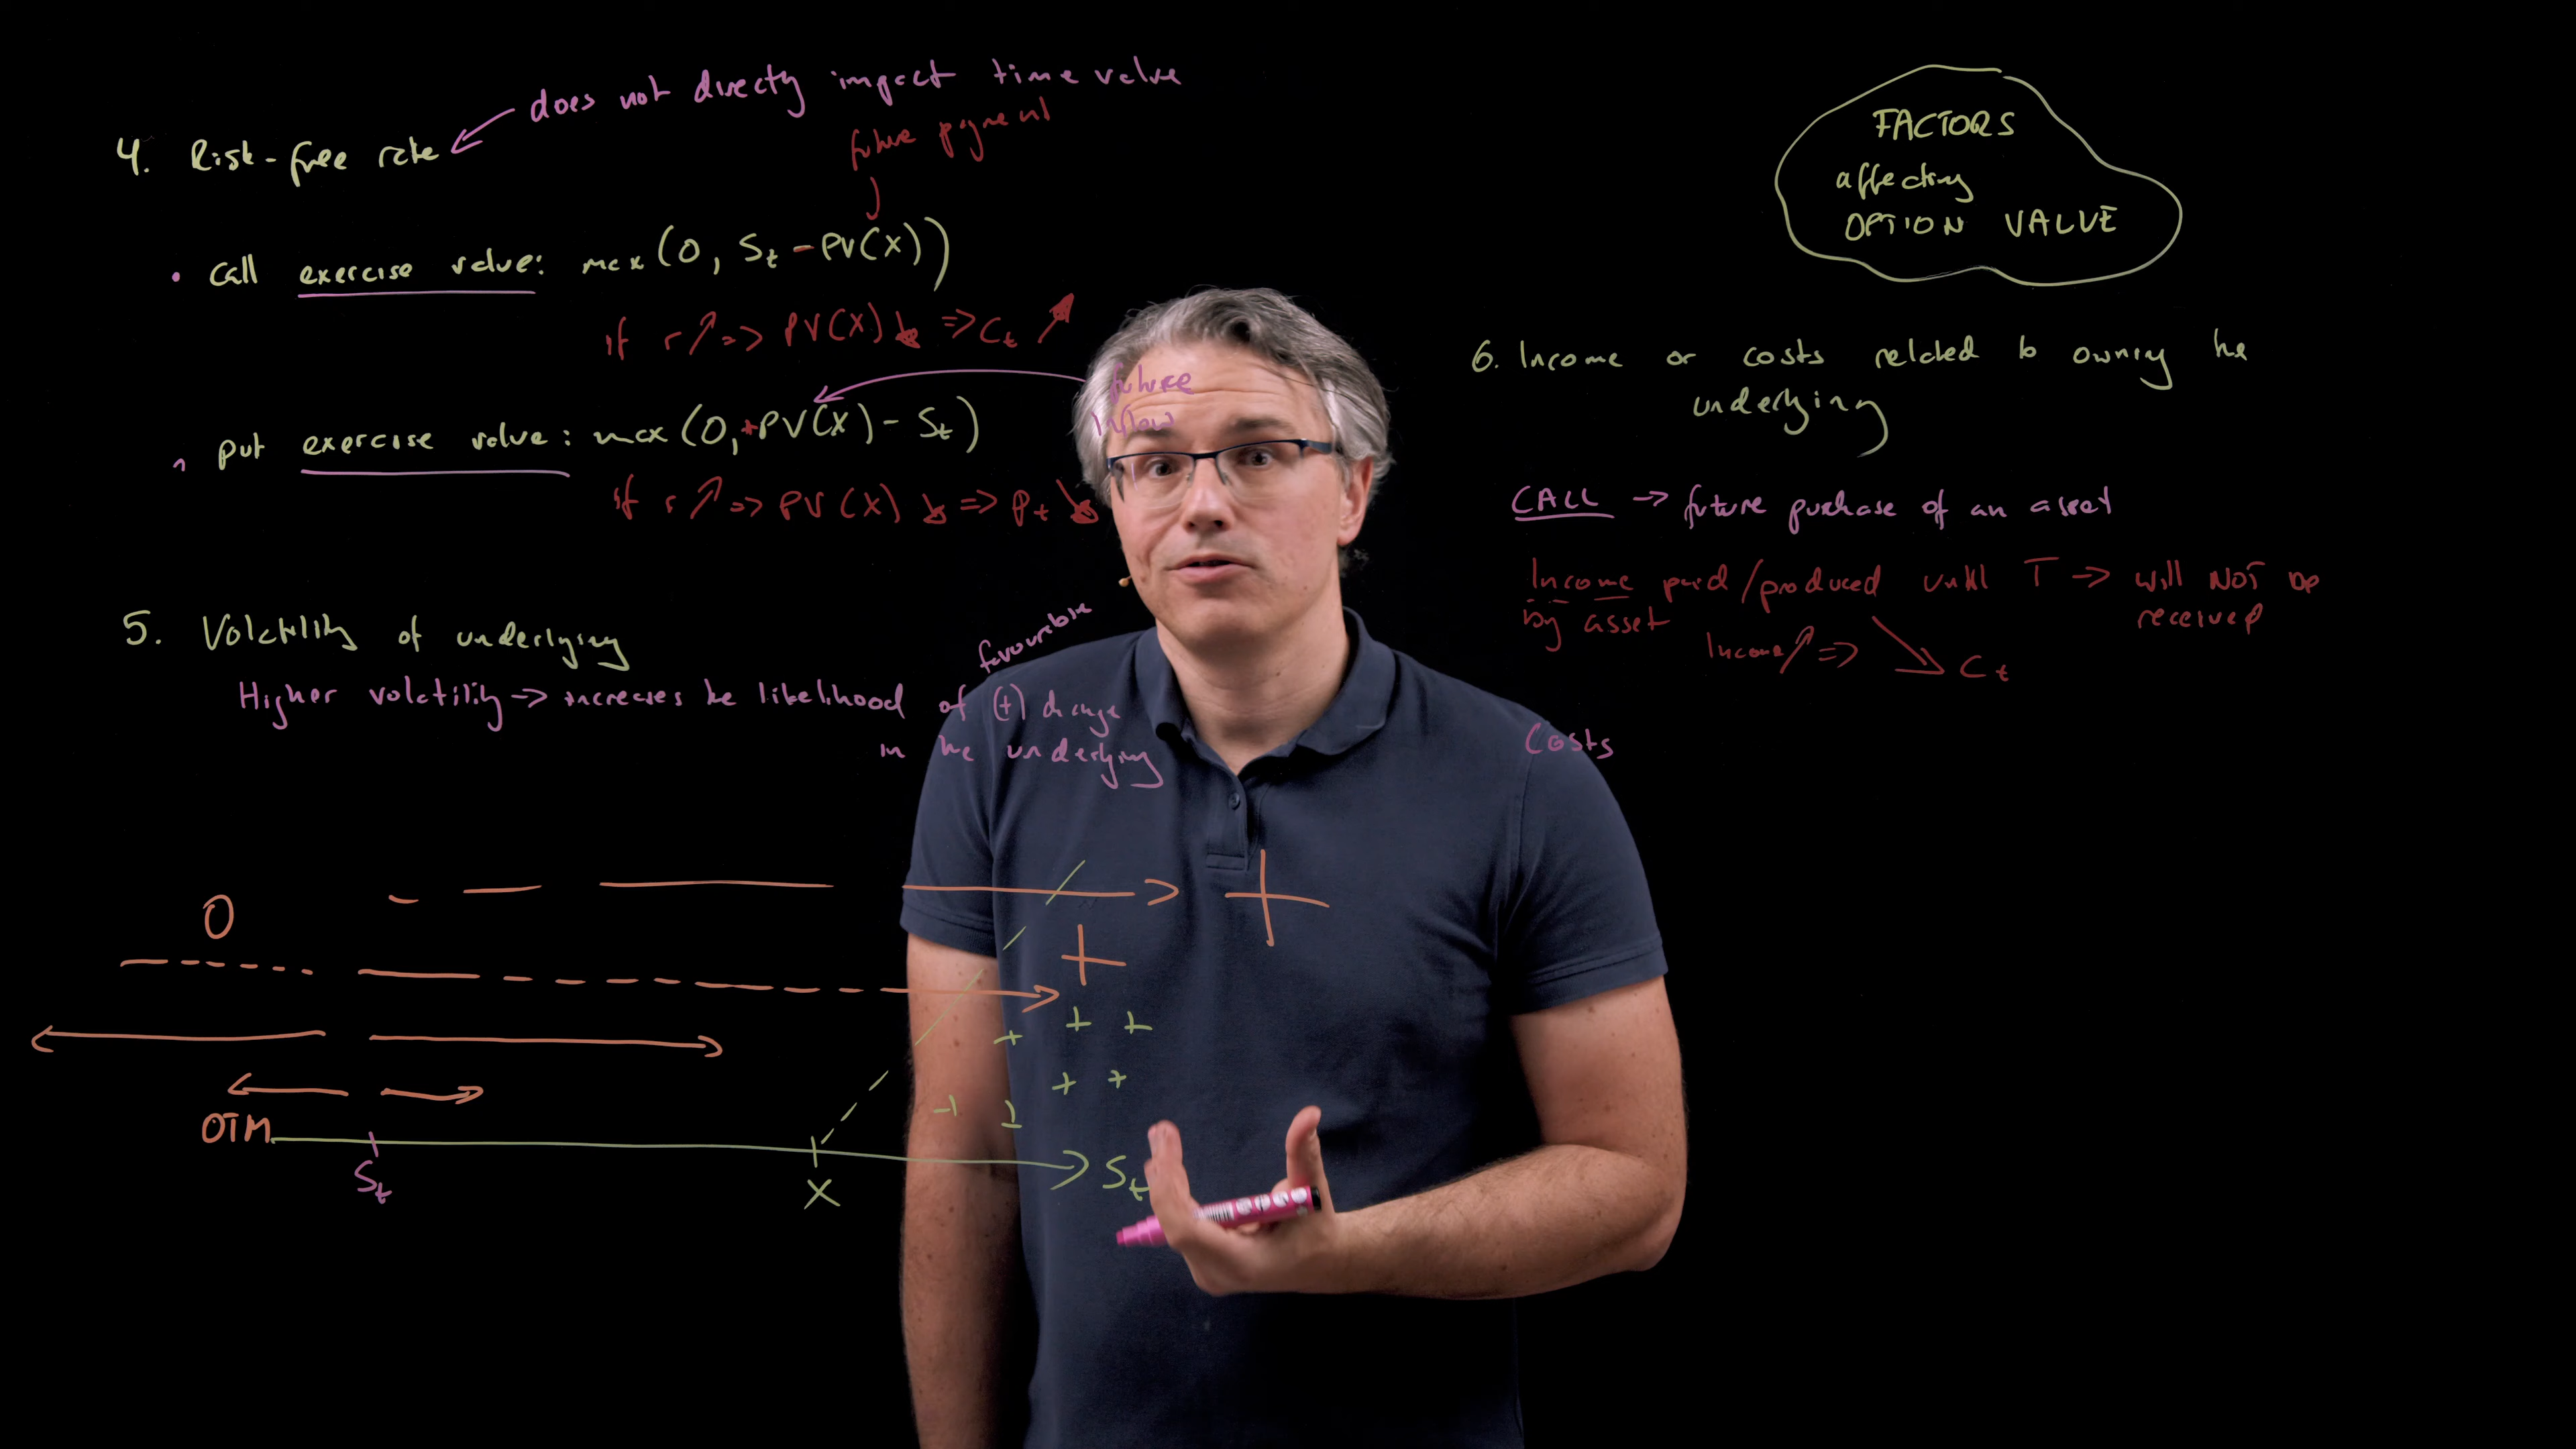 does not directly impact time value
4. Risk-free rate
future payment
• call exercise value: max (0, St - PV(X))
if r ↗ => PV(X) ↘ => Ct ↗
future
inflow
put exercise value: max (0, +PV(X) - St)
if r ↗ => PV(X) ↘ => Pt ↘
5. Volatility of underlying
favourable
Higher volatility → increases the likelihood of (+) change
in the underlying
0
+
+
+ + +
+ +
OTM
St
X
St
FACTORS
affecting
OPTION VALUE
6. Income or costs related to owning the
underlying
CALL → future purchase of an asset
Income paid/produced until T → will NOT be
by asset
received
Income ↗ => ↘ Ct
Costs